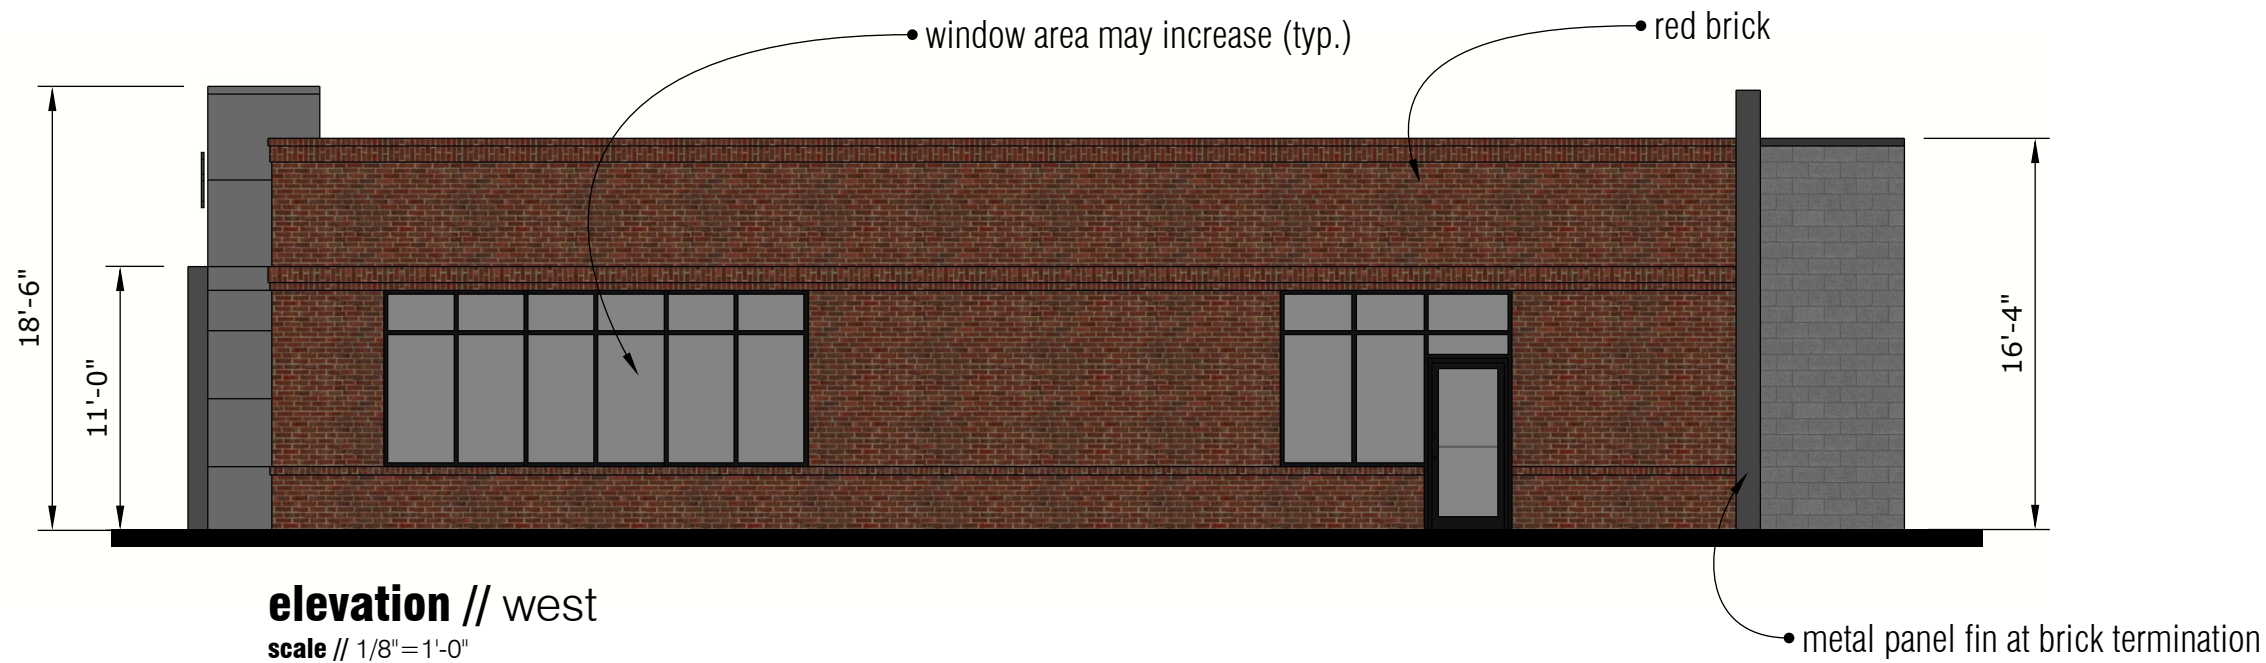 window area may increase (typ.)
red brick
18'-6"
11'-0"
16'-4"
elevation // west
scale // 1/8"=1'-0"
metal panel fin at brick termination